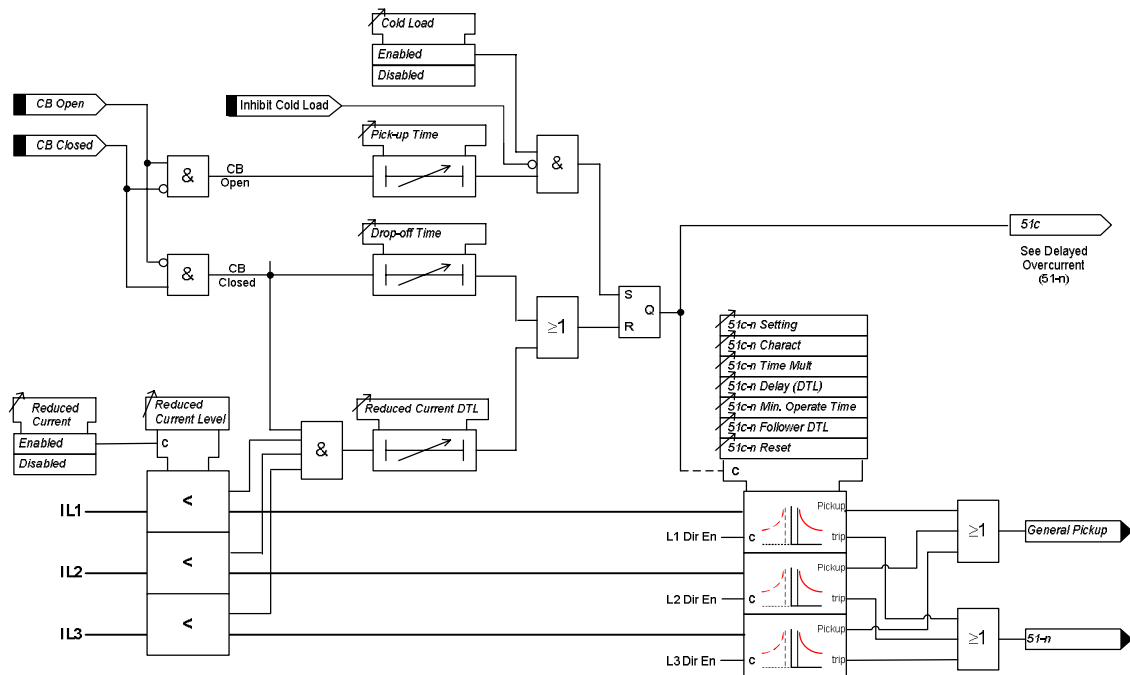 Cold Load
Enabled
Disabled
CB Open
Inhibit Cold Load
CB Closed
Pick-up Time
&
&
CB
Open
Drop-off Time
51c
See Delayed
Overcurrent
(51-n)
&
CB
Closed
S
Q
R
≥1
51c-n Setting
51c-n Charact
51c-n Time Mult
51c-n Delay (DTL)
51c-n Min. Operate Time
51c-n Follower DTL
51c-n Reset
c
Reduced
Current
Enabled
Disabled
Reduced
Current Level
c
Reduced Current DTL
&
<
IL1
Pickup
L1 Dir En
c
trip
≥1
General Pickup
<
IL2
Pickup
L2 Dir En
c
trip
<
IL3
Pickup
L3 Dir En
c
trip
≥1
51-n